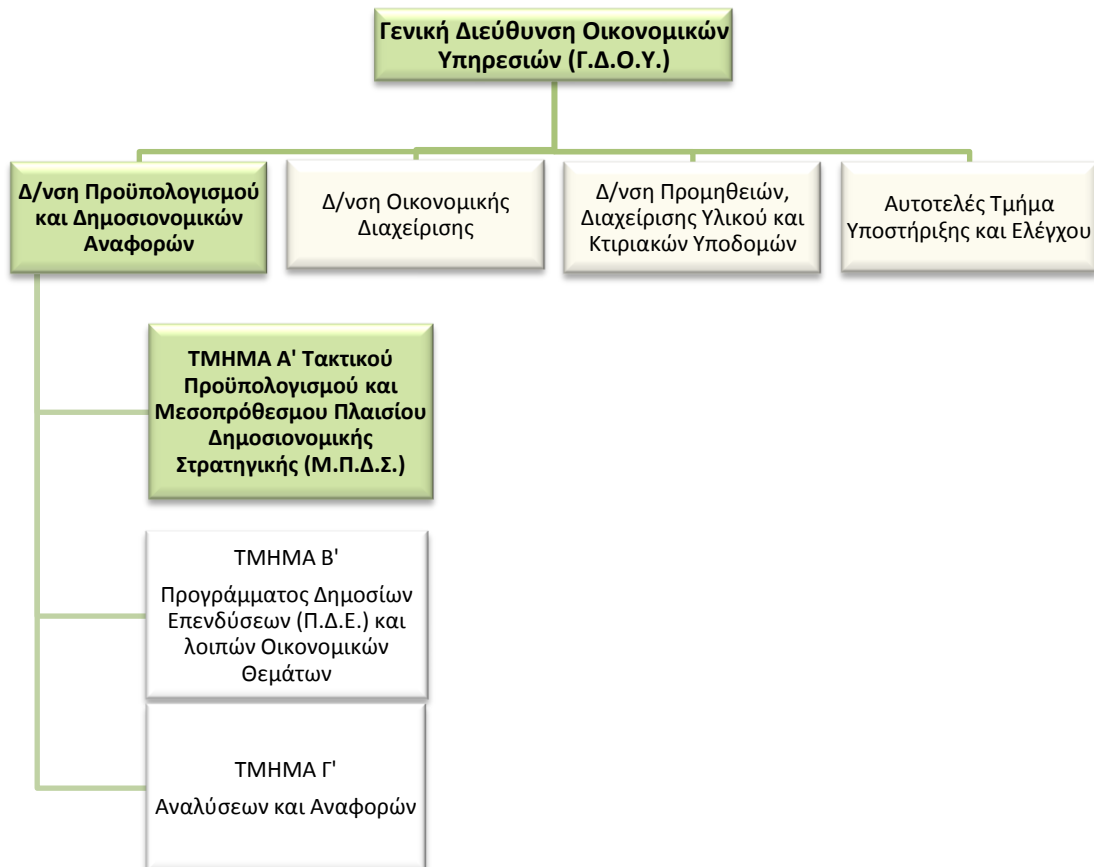 Γενική Διεύθυνση Οικονομικών
Υπηρεσιών (Γ.Δ.Ο.Υ.)
Δ/νση Προϋπολογισμού
και Δημοσιονομικών
Αναφορών
Δ/νση Οικονομικής
Διαχείρισης
Δ/νση Προμηθειών,
Διαχείρισης Υλικού και
Κτιριακών Υποδομών
Αυτοτελές Τμήμα
Υποστήριξης και Ελέγχου
ΤΜΗΜΑ Α' Τακτικού
Προϋπολογισμού και
Μεσοπρόθεσμου Πλαισίου
Δημοσιονομικής
Στρατηγικής (Μ.Π.Δ.Σ.)
ΤΜΗΜΑ Β'
Προγράμματος Δημοσίων
Επενδύσεων (Π.Δ.Ε.) και
λοιπών Οικονομικών
Θεμάτων
ΤΜΗΜΑ Γ'
Αναλύσεων και Αναφορών